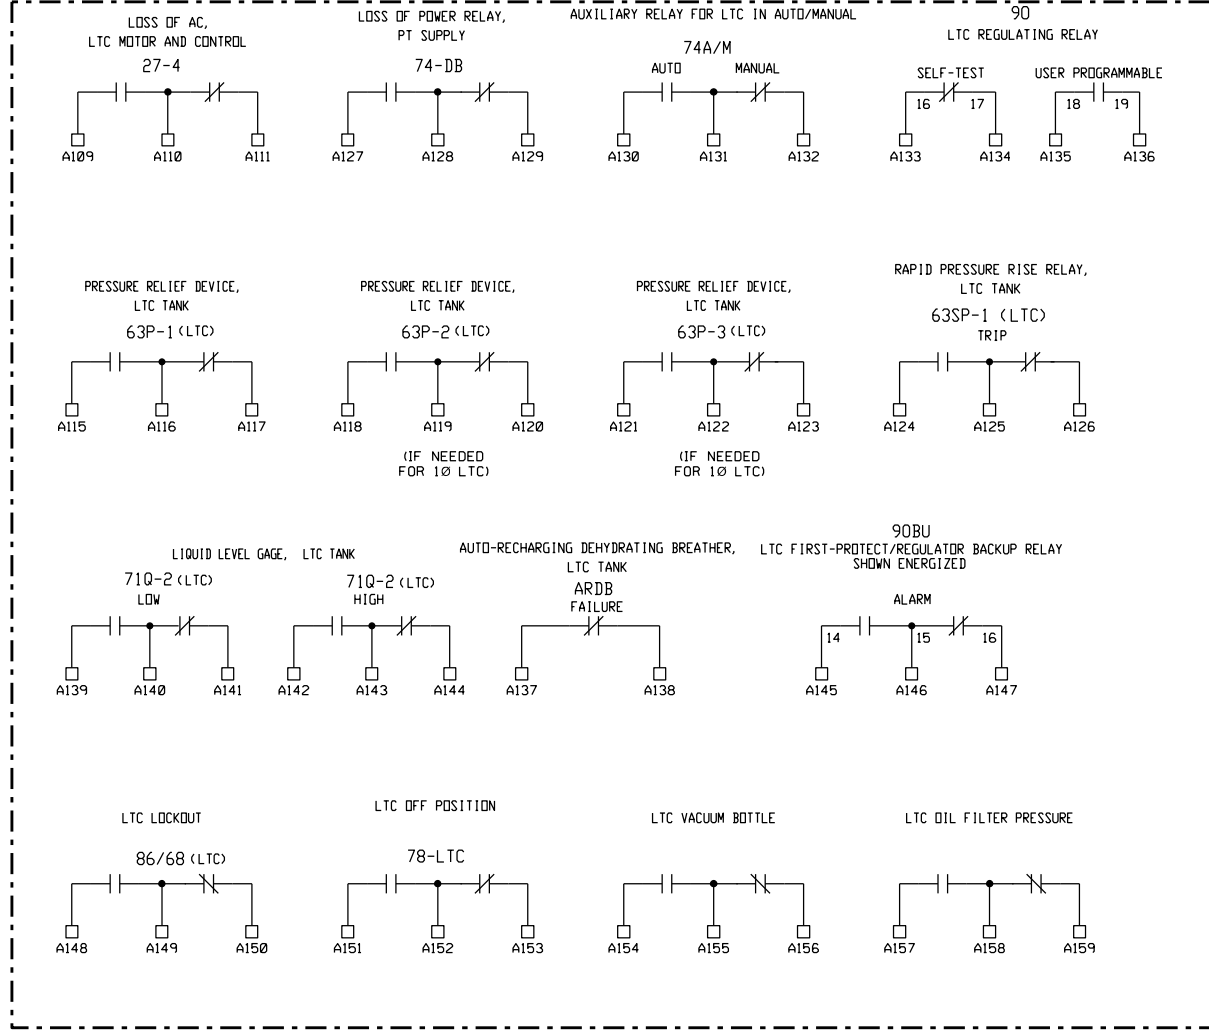 LOSS OF AC,
LTC MOTOR AND CONTROL
27-4
A109 A110 A111
LOSS OF POWER RELAY,
PT SUPPLY
74-DB
A127 A128 A129
AUXILIARY RELAY FOR LTC IN AUTO/MANUAL
74A/M
AUTO MANUAL
A130 A131 A132
90
LTC REGULATING RELAY
SELF-TEST USER PROGRAMMABLE
16 17 18 19
A133 A134 A135 A136
PRESSURE RELIEF DEVICE,
LTC TANK
63P-1 (LTC)
A115 A116 A117
PRESSURE RELIEF DEVICE,
LTC TANK
63P-2 (LTC)
A118 A119 A120
(IF NEEDED
FOR 1Ø LTC)
PRESSURE RELIEF DEVICE,
LTC TANK
63P-3 (LTC)
A121 A122 A123
(IF NEEDED
FOR 1Ø LTC)
RAPID PRESSURE RISE RELAY,
LTC TANK
63SP-1 (LTC)
TRIP
A124 A125 A126
LIQUID LEVEL GAGE, LTC TANK
71Q-2 (LTC) 71Q-2 (LTC)
LOW HIGH
A139 A140 A141 A142 A143 A144
AUTO-RECHARGING DEHYDRATING BREATHER,
LTC TANK
ARDB
FAILURE
A137 A138
90BU
LTC FIRST-PROTECT/REGULATOR BACKUP RELAY
SHOWN ENERGIZED
ALARM
14 15 16
A145 A146 A147
LTC LOCKOUT
86/68 (LTC)
A148 A149 A150
LTC OFF POSITION
78-LTC
A151 A152 A153
LTC VACUUM BOTTLE
A154 A155 A156
LTC OIL FILTER PRESSURE
A157 A158 A159